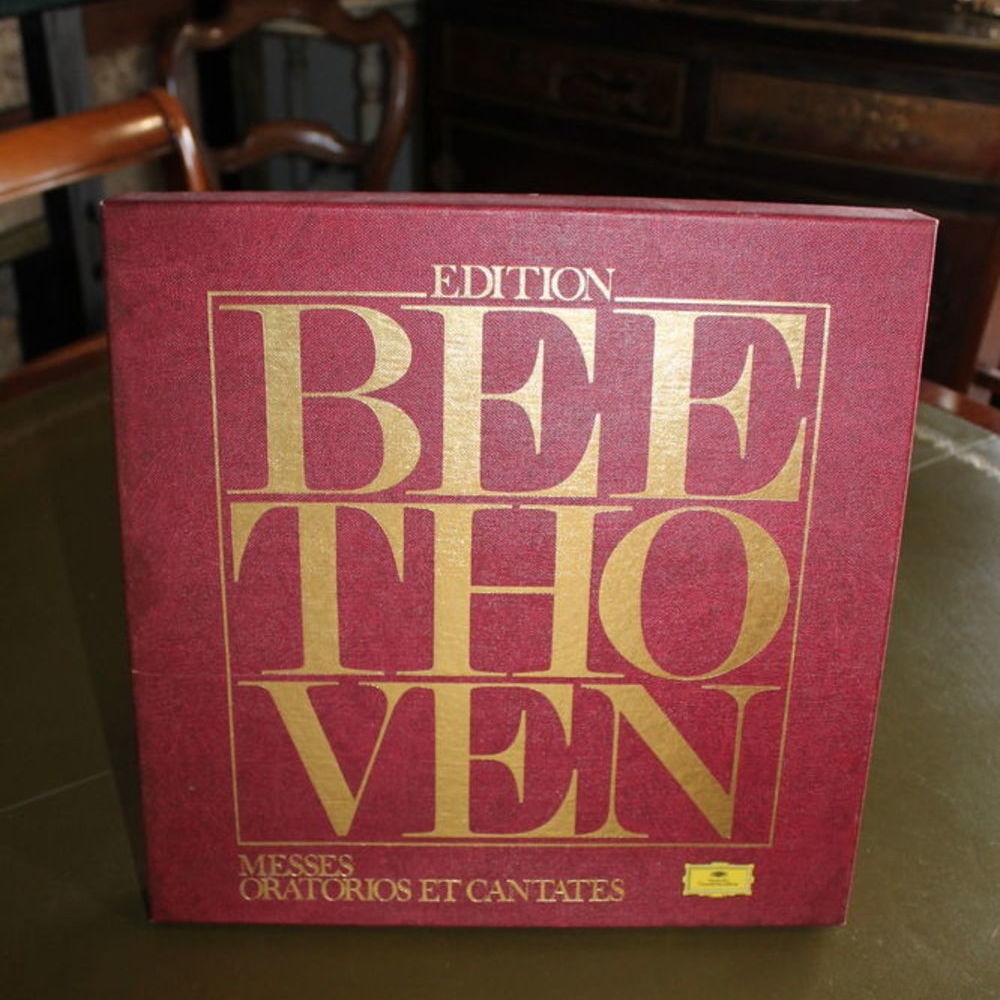 EDITION
BEE
THO
VEN
MESSES
ORATORIOS ET CANTATES